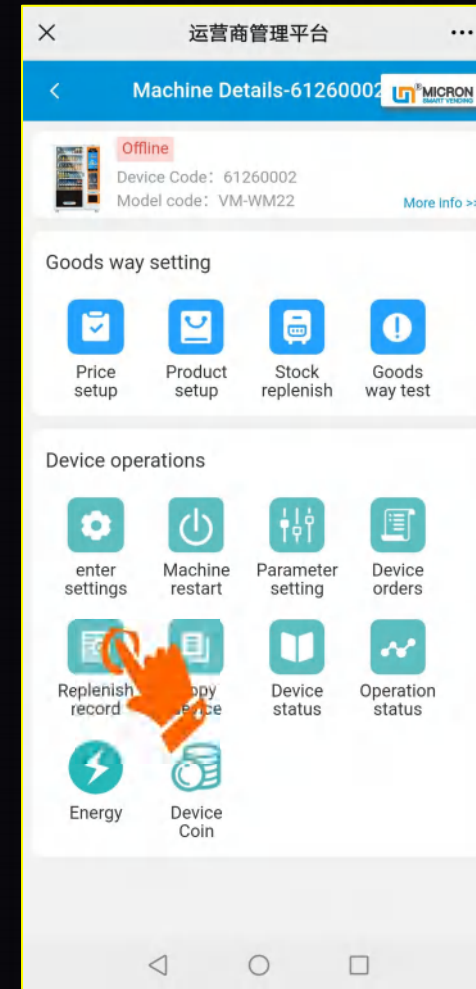 运营商管理平台
Machine Details-61260002
MICRON
SMART VENDING
Offline
Device Code: 61260002
Model code: VM-WM22
More info >>
Goods way setting
Price setup
Product setup
Stock replenish
Goods way test
Device operations
enter settings
Machine restart
Parameter setting
Device orders
Replenish record
Device status
Operation status
Energy
Device Coin